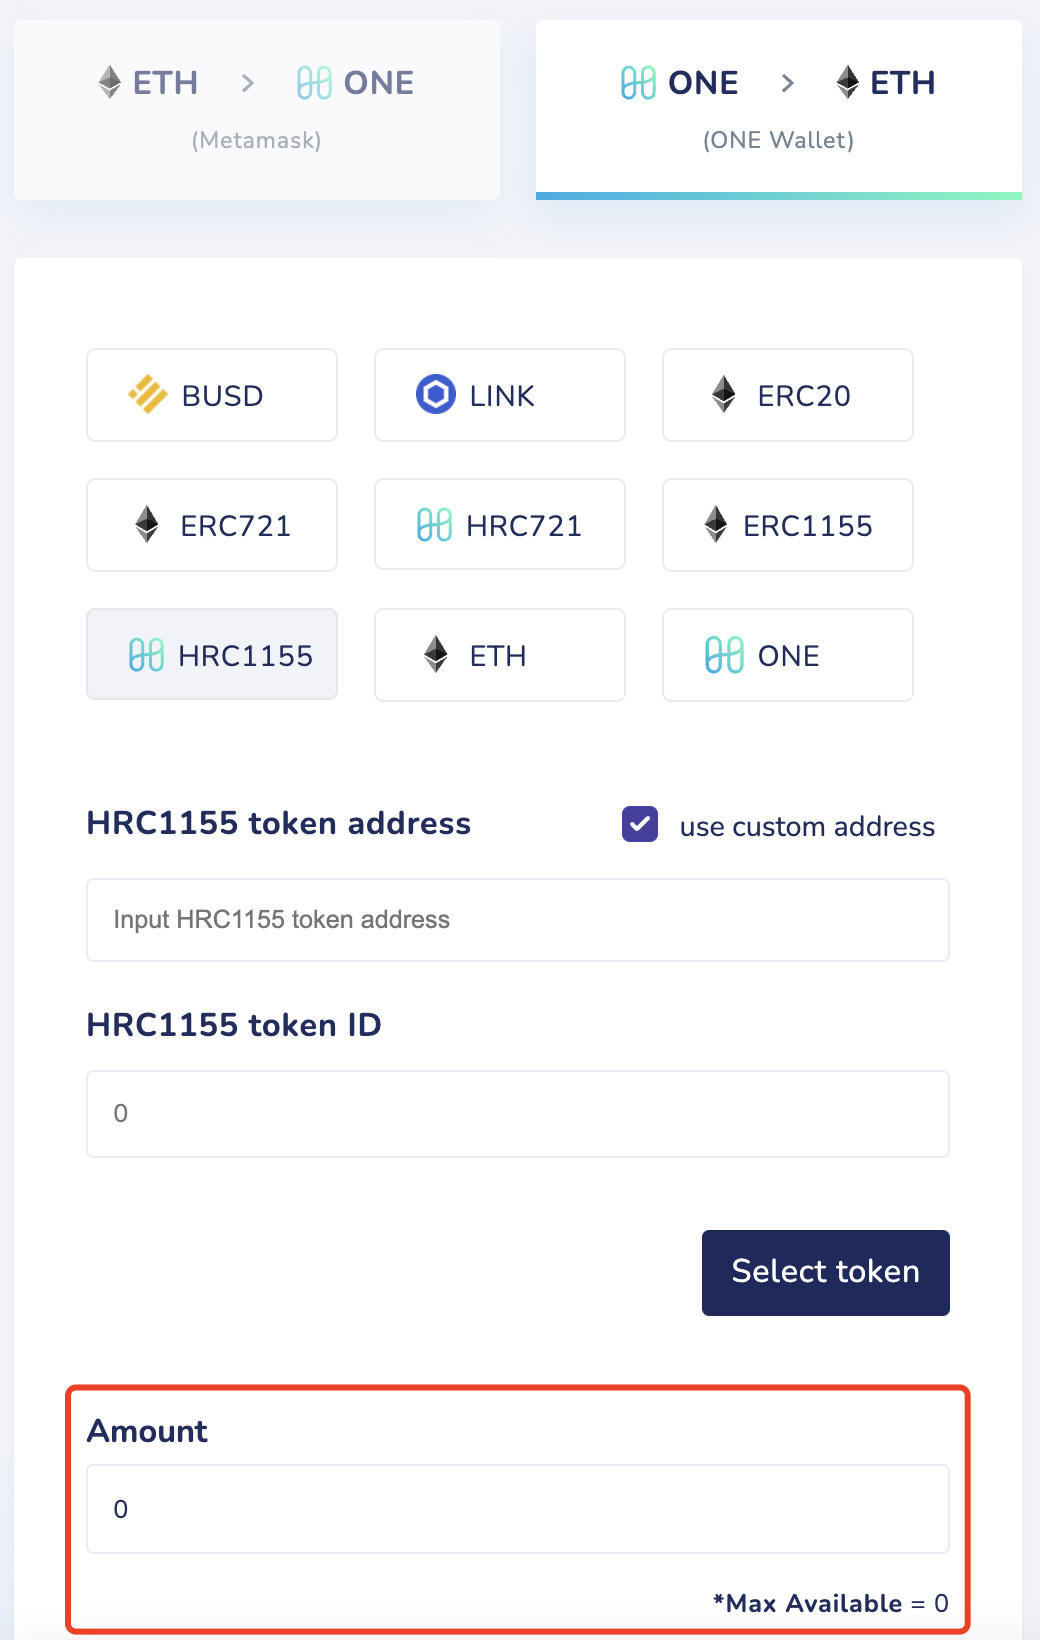 ETH > ONE
(Metamask)
ONE > ETH
(ONE Wallet)
BUSD
LINK
ERC20
ERC721
HRC721
ERC1155
HRC1155
ETH
ONE
HRC1155 token address
use custom address
Input HRC1155 token address
HRC1155 token ID
0
Select token
Amount
0
*Max Available = 0